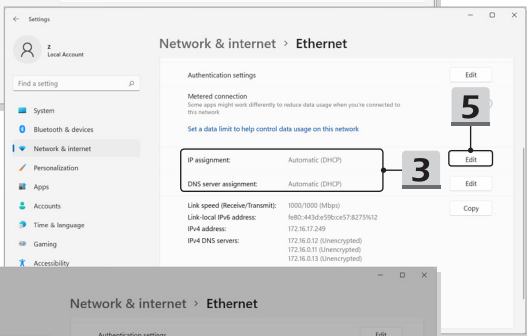 Settings
z
Local Account
Find a setting
System
Bluetooth & devices
Network & internet
Personalization
Apps
Accounts
Time & language
Gaming
Accessibility
Network & internet > Ethernet
Authentication settings Edit
Metered connection
Some apps might work differently to reduce data usage when you're connected to
this network
5
Set a data limit to help control data usage on this network
IP assignment: Automatic (DHCP) Edit
3
DNS server assignment: Automatic (DHCP) Edit
Link speed (Receive/Transmit): 1000/1000 (Mbps) Copy
Link-local IPv6 address: fe80::443d:e59b:ce57:8275%12
IPv4 address: 172.16.17.249
IPv4 DNS servers: 172.16.0.12 (Unencrypted)
172.16.0.11 (Unencrypted)
172.16.0.13 (Unencrypted)
Network & internet > Ethernet
Authentication settings Edit